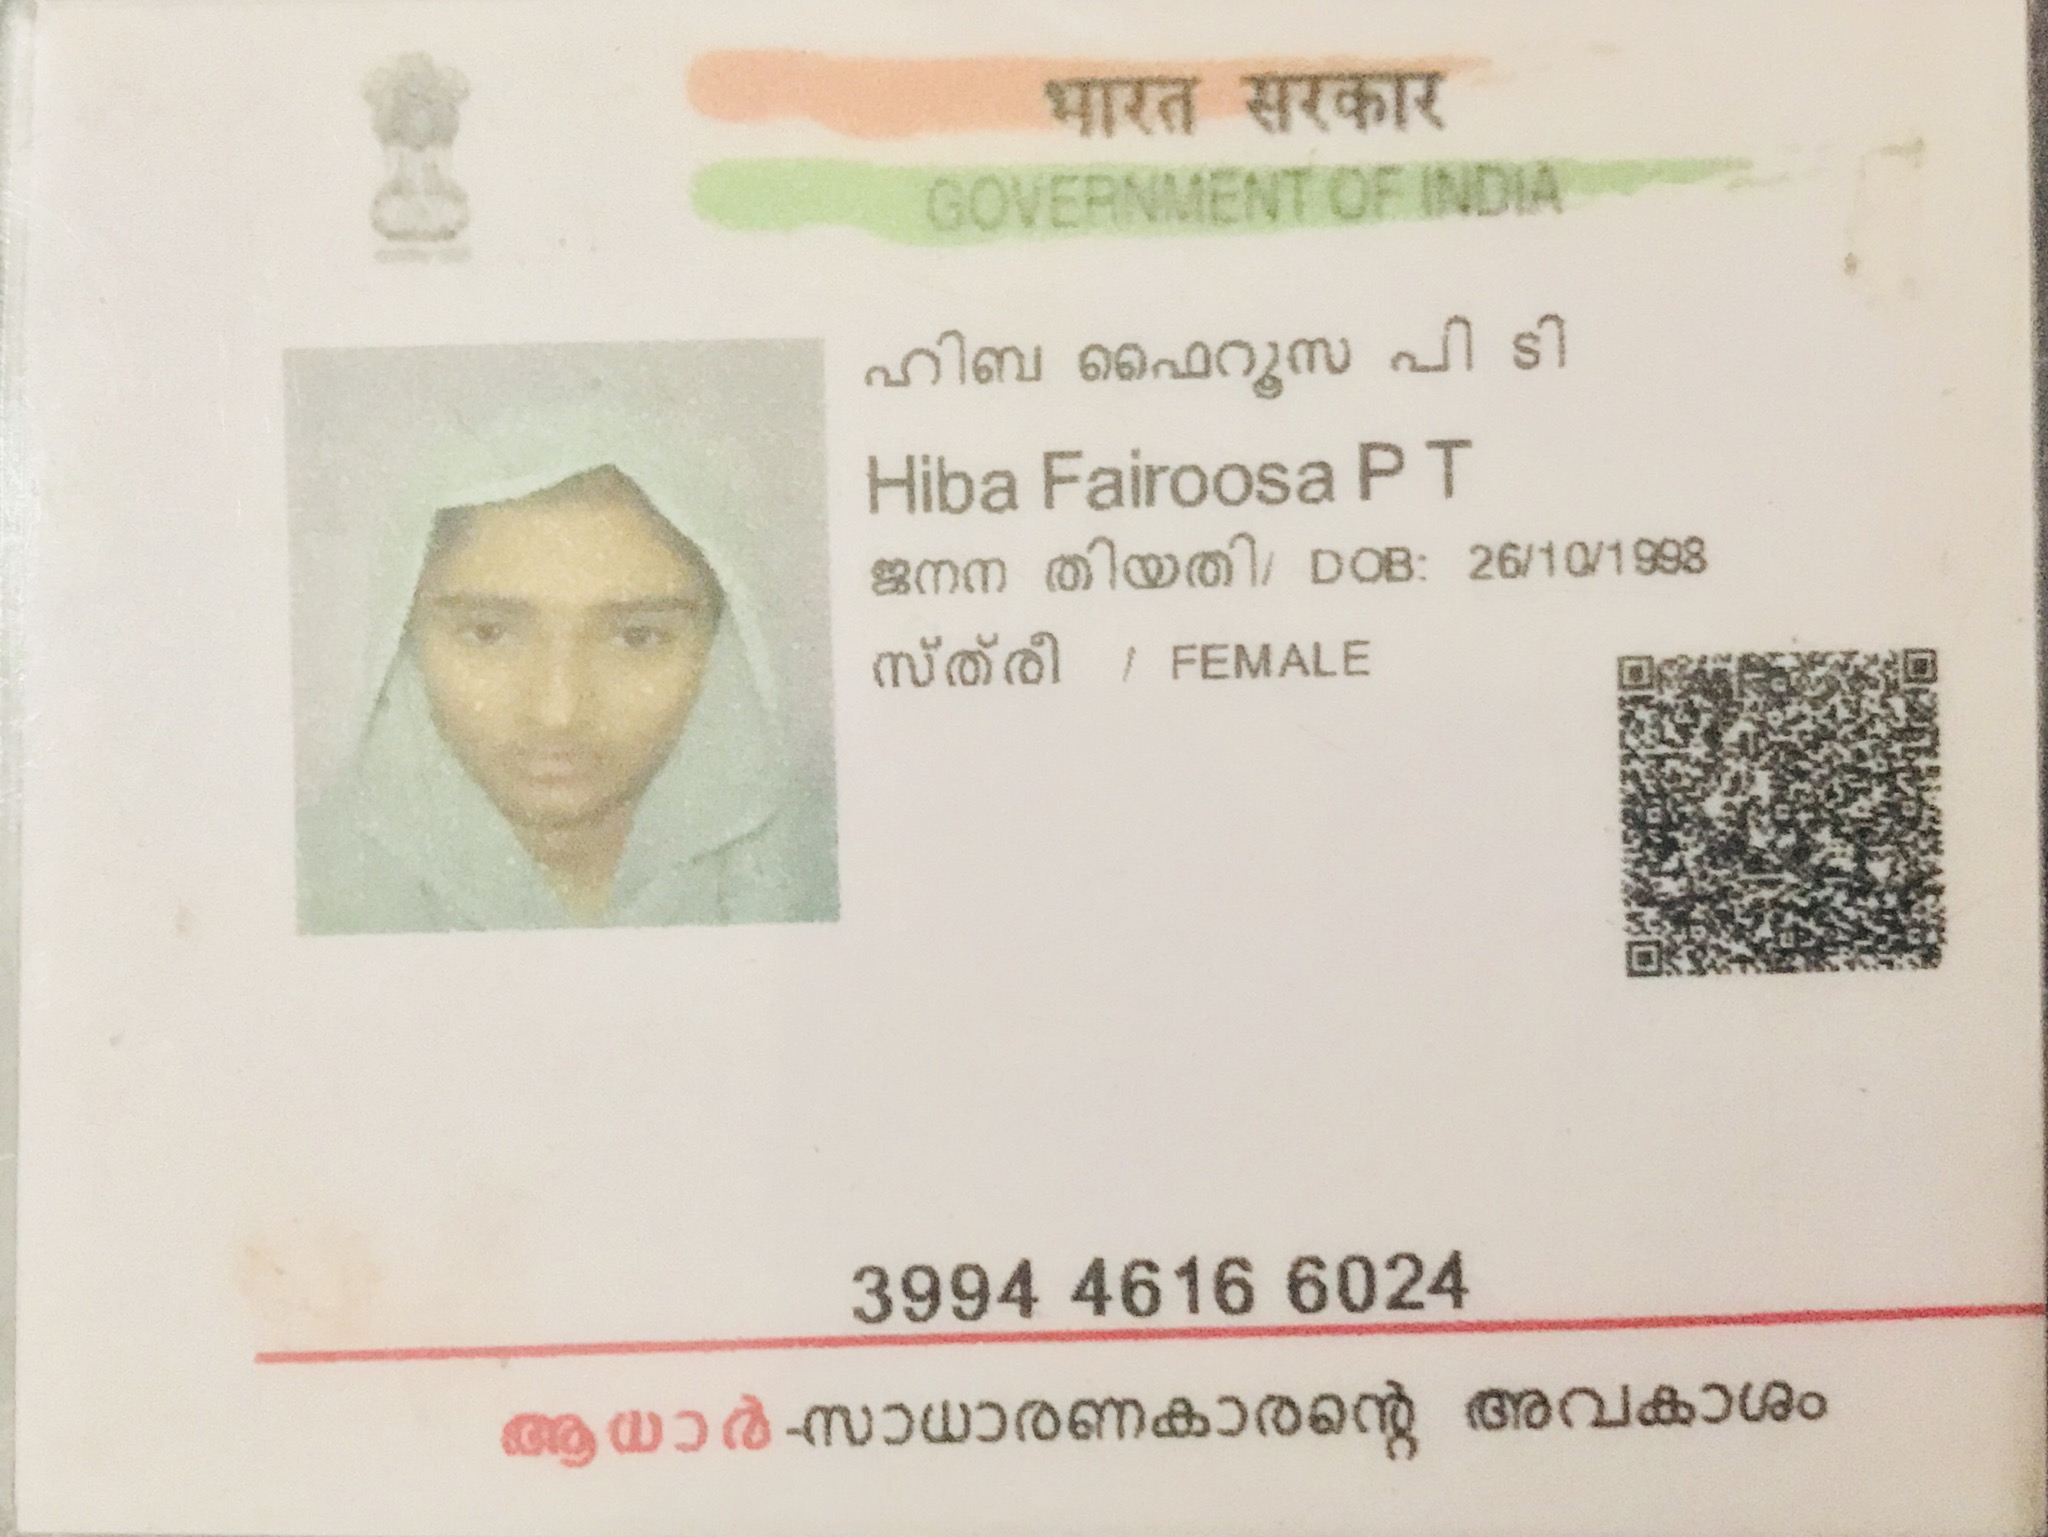 भारत सरकार
GOVERNMENT OF INDIA
ഹിബ ഫൈറൂസ പി ടി
Hiba Fairoosa P T
ജനന തിയതി/ DOB: 26/10/1998
സ്ത്രീ / FEMALE
3994 4616 6024
ആധാർ-സാധാരണകാരന്റെ അവകാശം